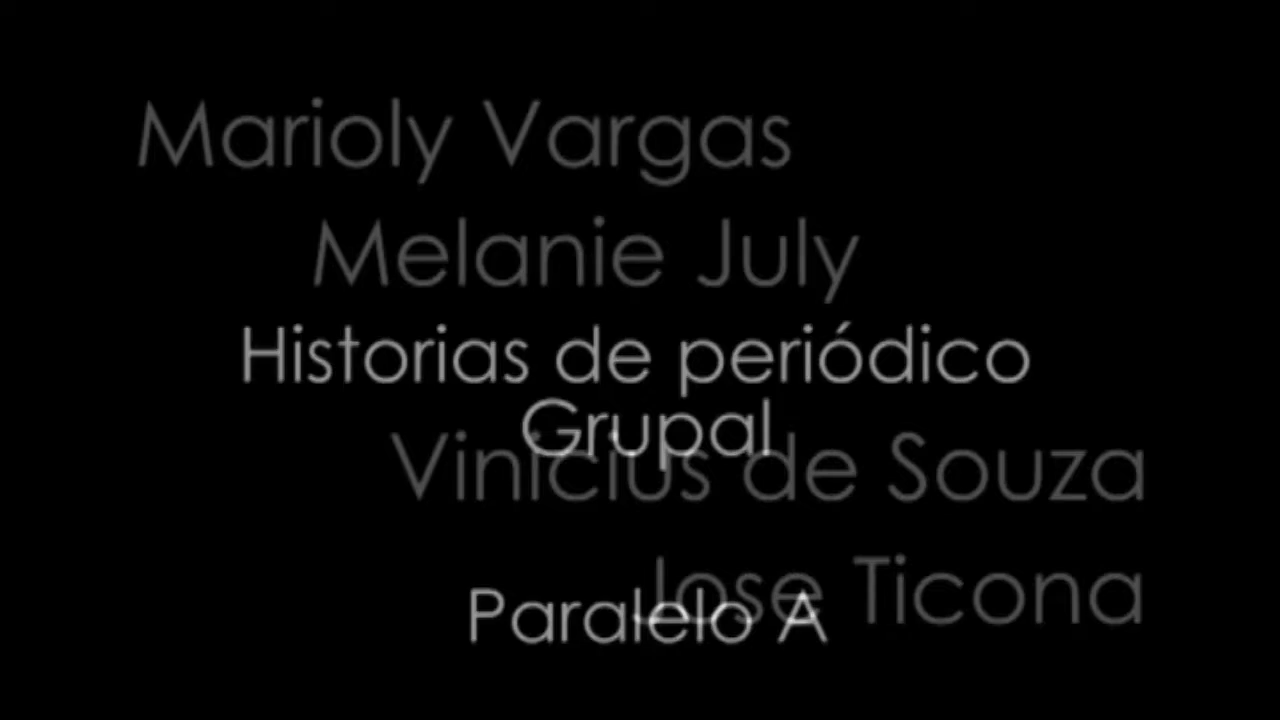 Marioly Vargas
Melanie July
Historias de periódico
Grupal
Vinicius de Souza
Jose Ticona
Paralelo A